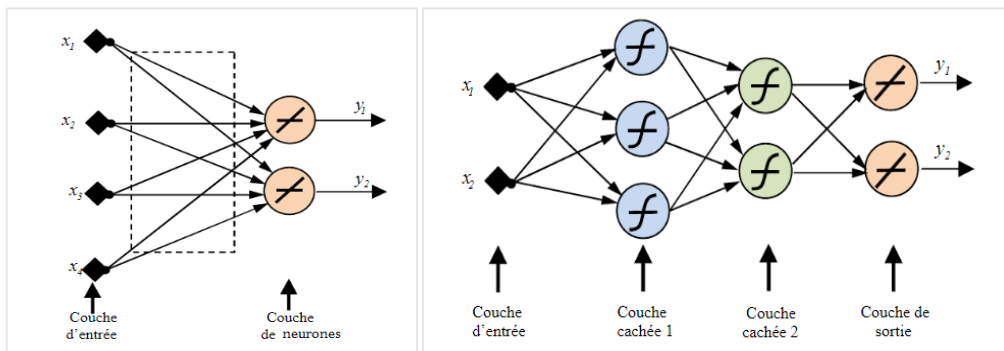 x₁
x₂
x₃
x₄
y₁
y₂
Couche
d'entrée
Couche
de neurones
x₁
x₂
y₁
y₂
Couche
d'entrée
Couche
cachée 1
Couche
cachée 2
Couche de
sortie